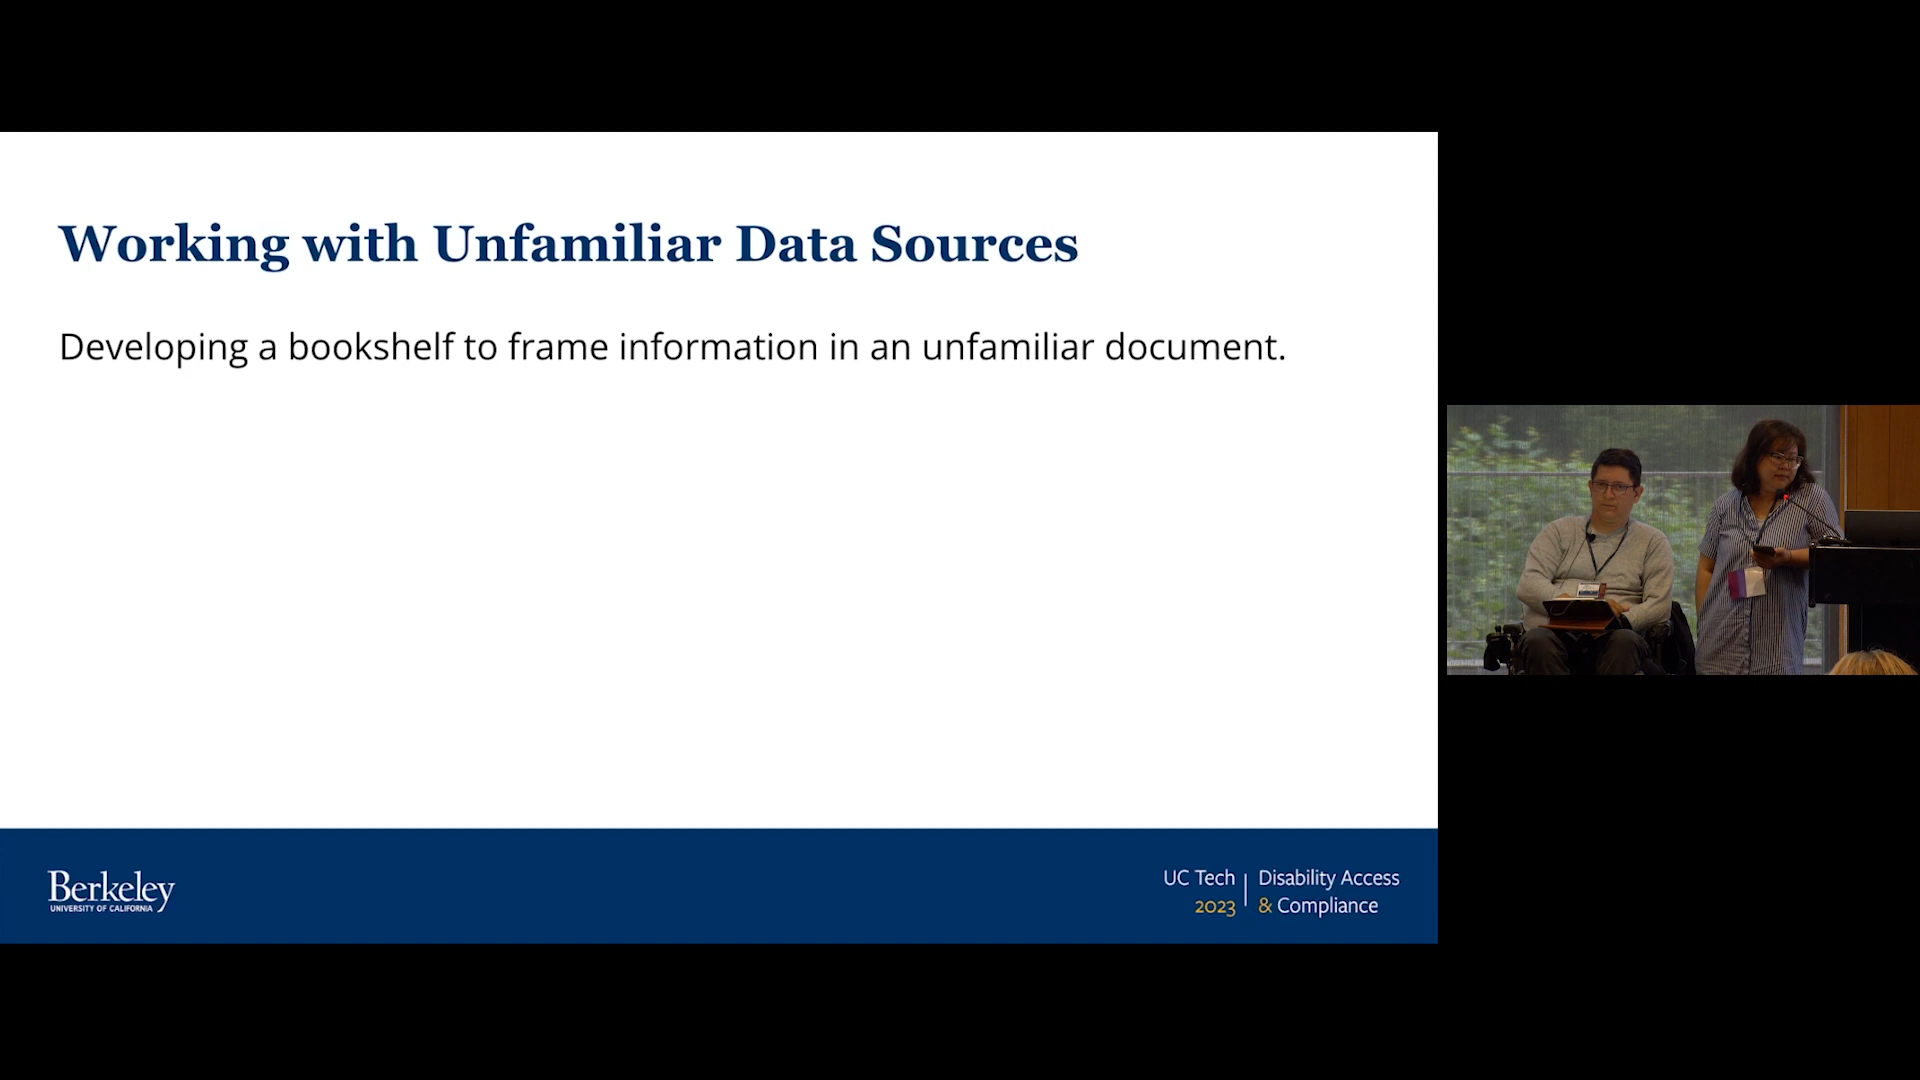 Working with Unfamiliar Data Sources
Developing a bookshelf to frame information in an unfamiliar document.
Berkeley
UNIVERSITY OF CALIFORNIA
UC Tech
2023
Disability Access
& Compliance